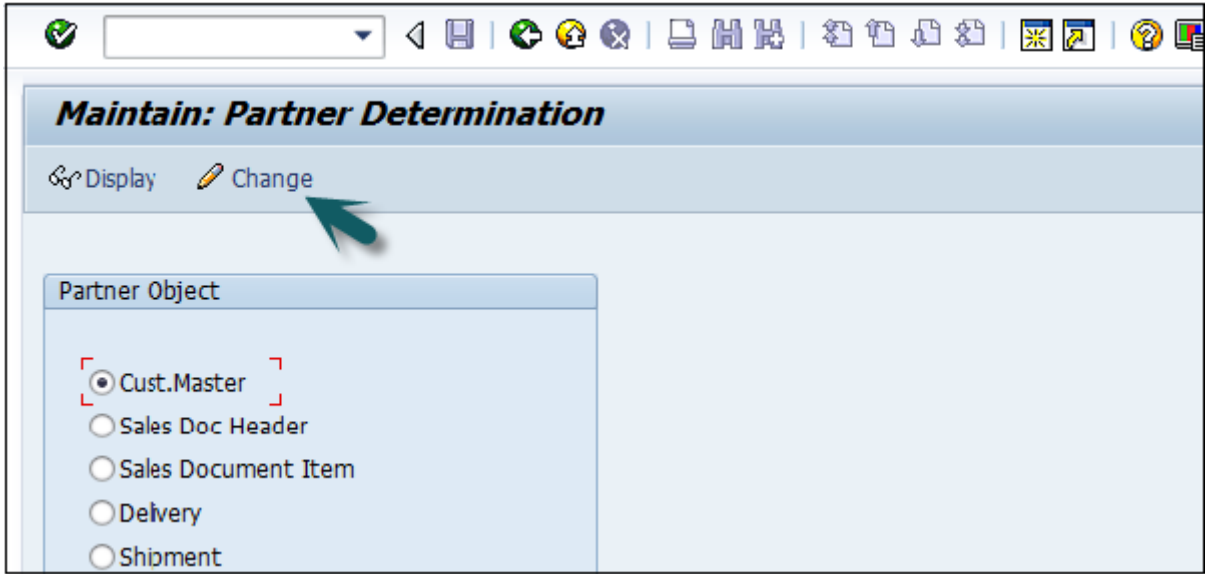 Maintain: Partner Determination
Display Change
Partner Object
Cust.Master
Sales Doc Header
Sales Document Item
Delivery
Shipment